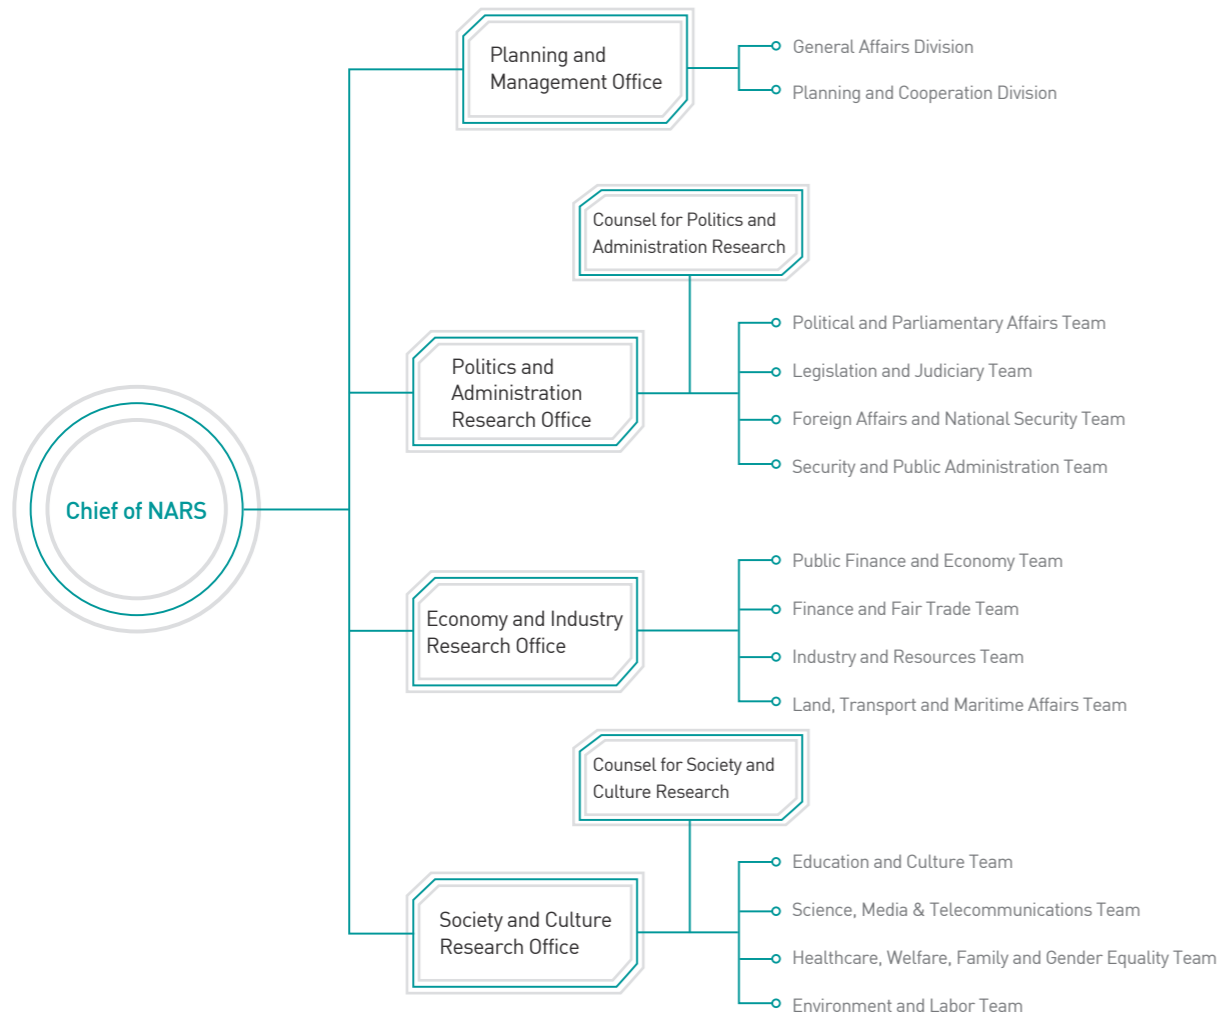 Planning and
Management Office
General Affairs Division
Planning and Cooperation Division
Counsel for Politics and
Administration Research
Politics and
Administration
Research Office
Political and Parliamentary Affairs Team
Legislation and Judiciary Team
Foreign Affairs and National Security Team
Security and Public Administration Team
Chief of NARS
Economy and Industry
Research Office
Public Finance and Economy Team
Finance and Fair Trade Team
Industry and Resources Team
Land, Transport and Maritime Affairs Team
Counsel for Society and
Culture Research
Society and Culture
Research Office
Education and Culture Team
Science, Media & Telecommunications Team
Healthcare, Welfare, Family and Gender Equality Team
Environment and Labor Team